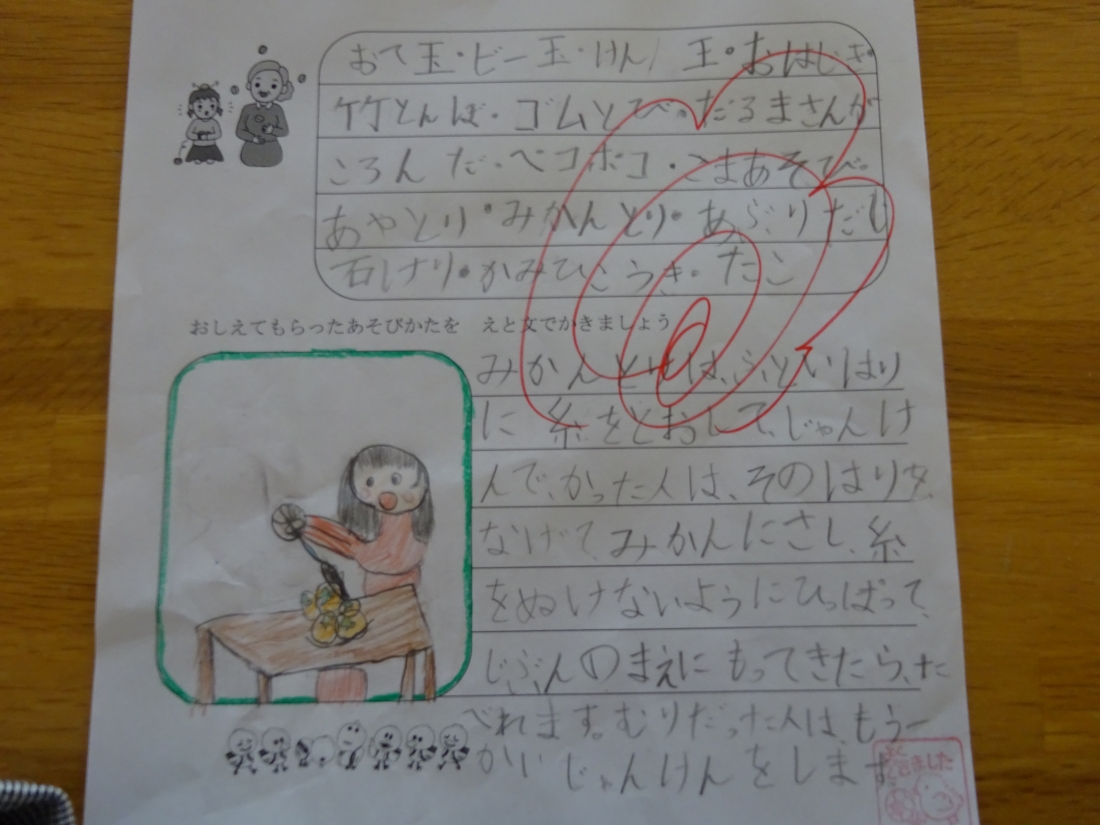 おて玉・ビー玉・けん玉・おはじき・
竹とんぼ・ゴムとび・だるまさんが
ころんだ・ペコポコ・こまあそび・
あやとり・みかんとり・あぶりだし
石けり・かみひこうき・たこ
おしえてもらったあそびかたを　えと文でかきましょう
みかんとりは、ふといはり
に糸をとおして、じゃんけ
んで、かった人は、そのはりを、
なげて、みかんにさし、糸
をぬけないようにひっぱって、
じぶんのまえにもってきたら、た
べれます。むりだった人は、もう一
かいじゃんけんをします。
よくできました